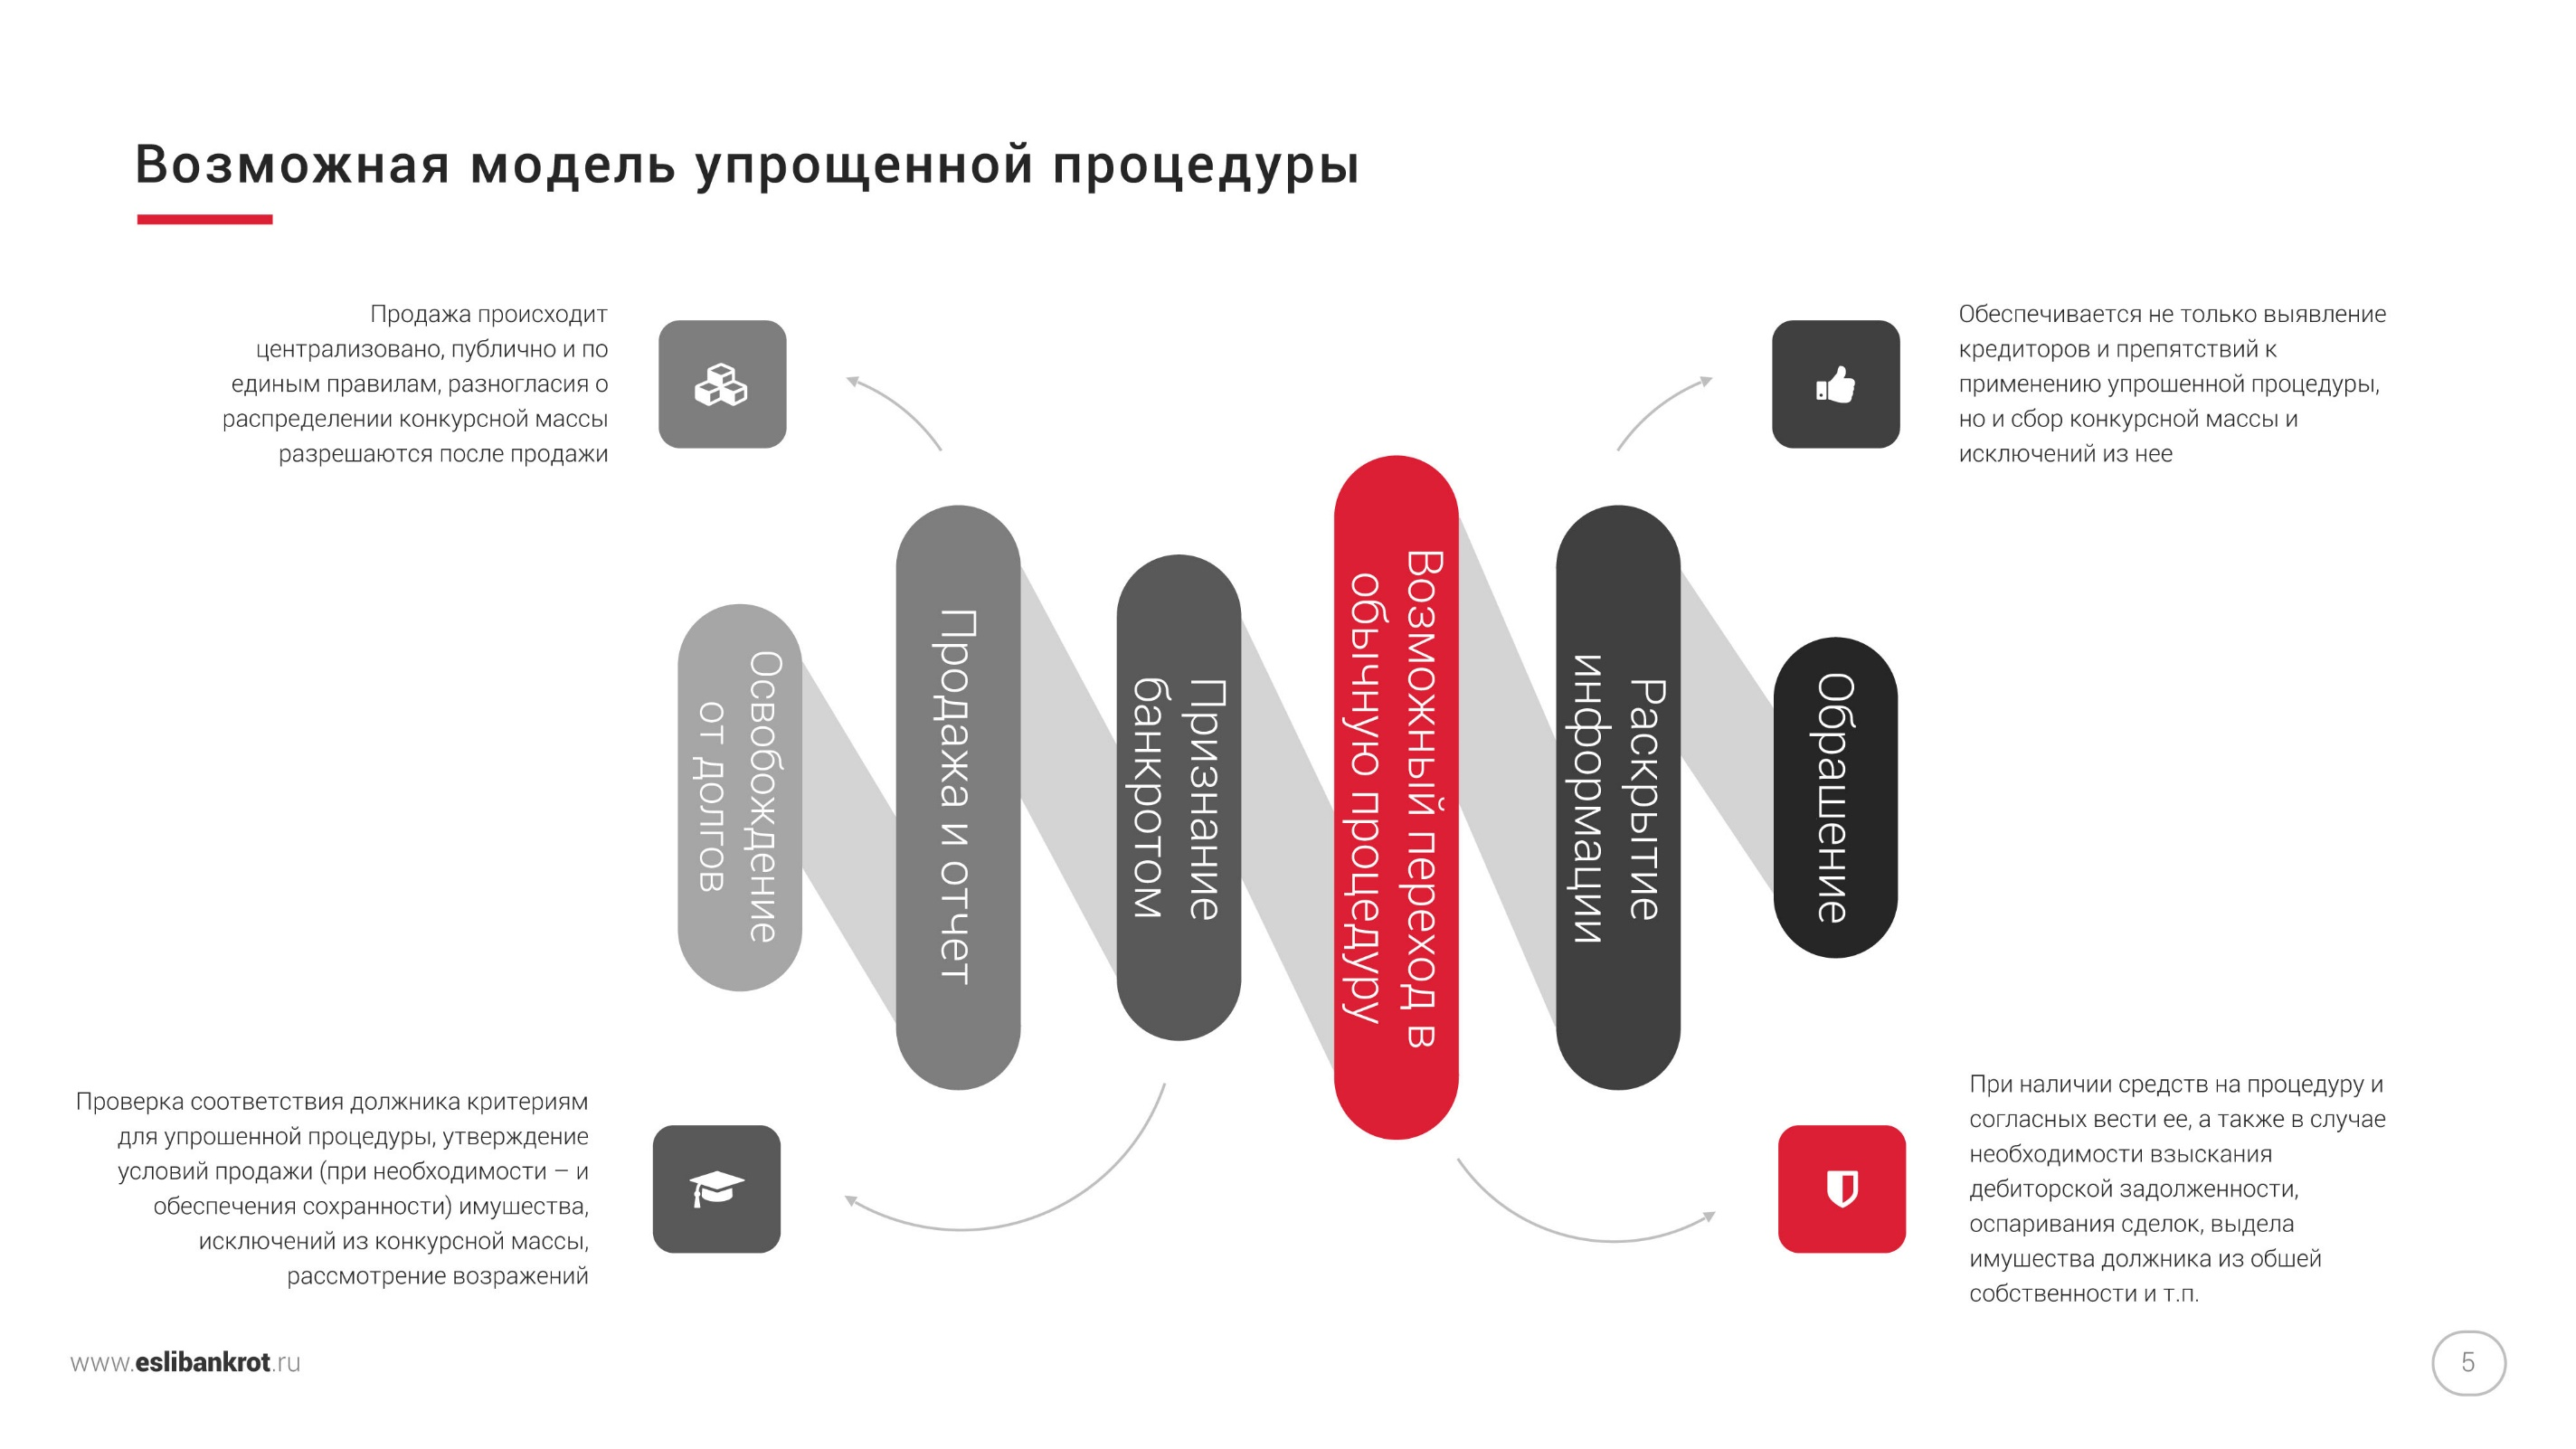 Возможная модель упрощенной процедуры
Продажа происходит
централизовано, публично и по
единым правилам, разногласия о
распределении конкурсной массы
разрешаются после продажи
Обеспечивается не только выявление
кредиторов и препятствий к
применению упрошенной процедуры,
но и сбор конкурсной массы и
исключений из нее
Освобождение
от долгов
Продажа и отчет
Признание
банкротом
Возможный переход в
обычную процедуру
Раскрытие
информации
Обрашение
Проверка соответствия должника критериям
для упрошенной процедуры, утверждение
условий продажи (при необходимости – и
обеспечения сохранности) имушества,
исключений из конкурсной массы,
рассмотрение возражений
При наличии средств на процедуру и
согласных вести ее, а также в случае
необходимости взыскания
дебиторской задолженности,
оспаривания сделок, выдела
имушества должника из обшей
собственности и т.п.
www.eslibankrot.ru
5